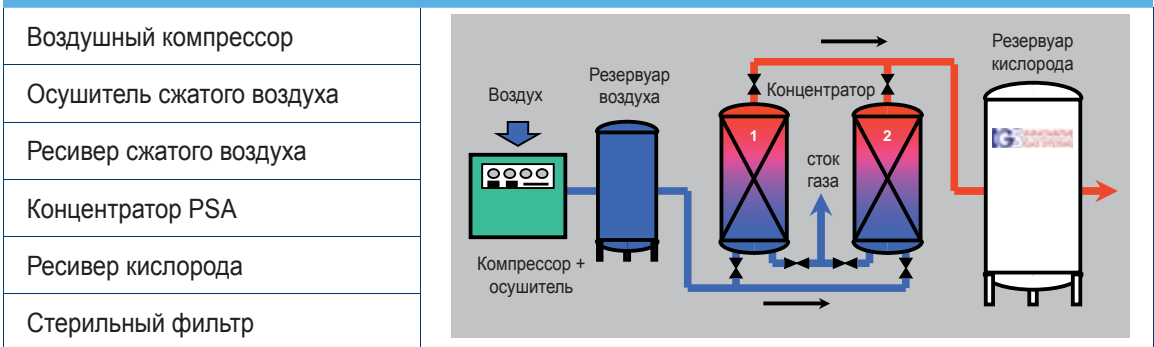 Воздушный компрессор
Осушитель сжатого воздуха
Ресивер сжатого воздуха
Концентратор PSA
Ресивер кислорода
Стерильный фильтр
Воздух
Резервуар
воздуха
Концентратор
Резервуар
кислорода
1
2
сток
газа
Компрессор +
осушитель